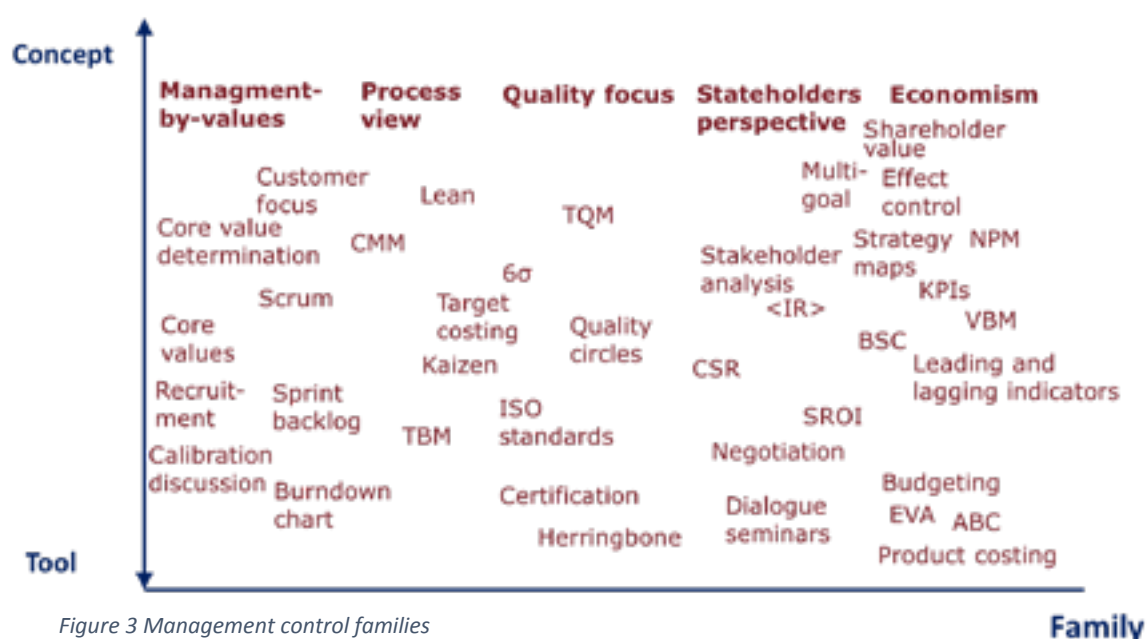 Concept
Managment-
by-values
Process
view
Quality focus
Stateholders
perspective
Economism
Shareholder
value
Customer
focus
Lean
TQM
Multi-
goal
Effect
control
Core value
determination
CMM
Stakeholder
analysis
Strategy
maps
NPM
6σ
KPIs
Scrum
Target
costing
<IR>
VBM
Core
values
Quality
circles
BSC
Kaizen
CSR
Leading and
lagging indicators
Recruit-
ment
Sprint
backlog
TBM
ISO
standards
SROI
Negotiation
Calibration
discussion
Burndown
chart
Certification
Dialogue
seminars
Budgeting
EVA
ABC
Herringbone
Product costing
Tool
Figure 3 Management control families
Family